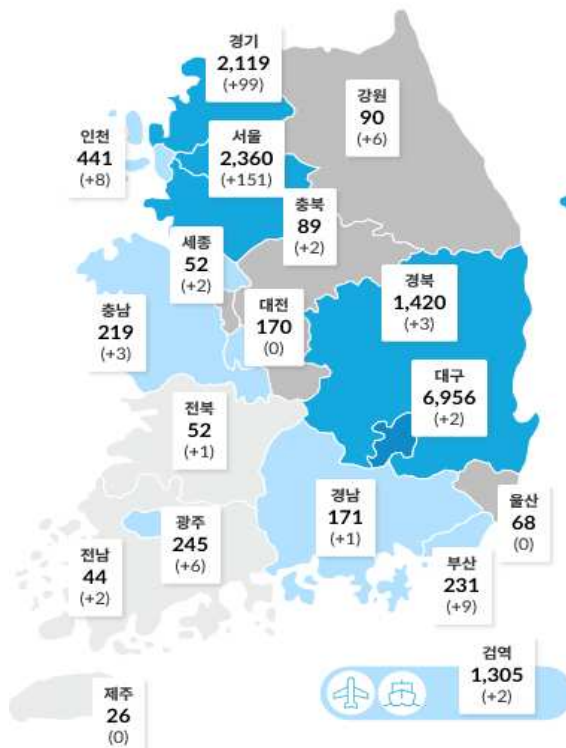 경기
2,119
(+99)
강원
90
(+6)
인천
441
(+8)
서울
2,360
(+151)
충북
89
(+2)
세종
52
(+2)
경북
1,420
(+3)
대전
170
(0)
충남
219
(+3)
대구
6,956
(+2)
전북
52
(+1)
경남
171
(+1)
울산
68
(0)
광주
245
(+6)
전남
44
(+2)
부산
231
(+9)
검역
1,305
(+2)
제주
26
(0)